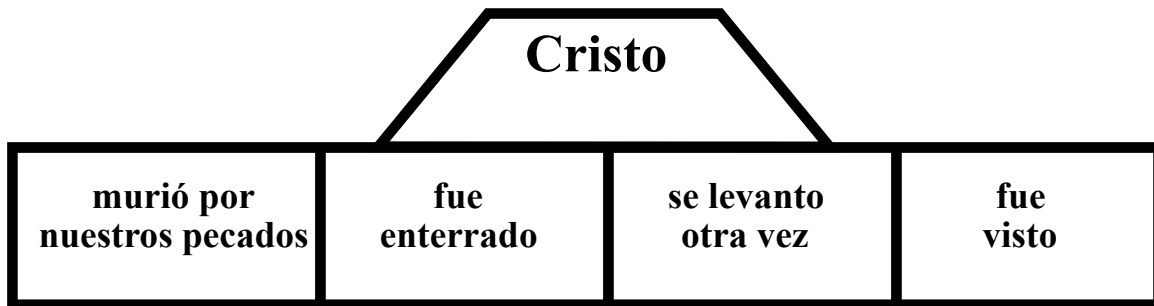 Cristo
murió por
nuestros pecados
fue
enterrado
se levanto
otra vez
fue
visto